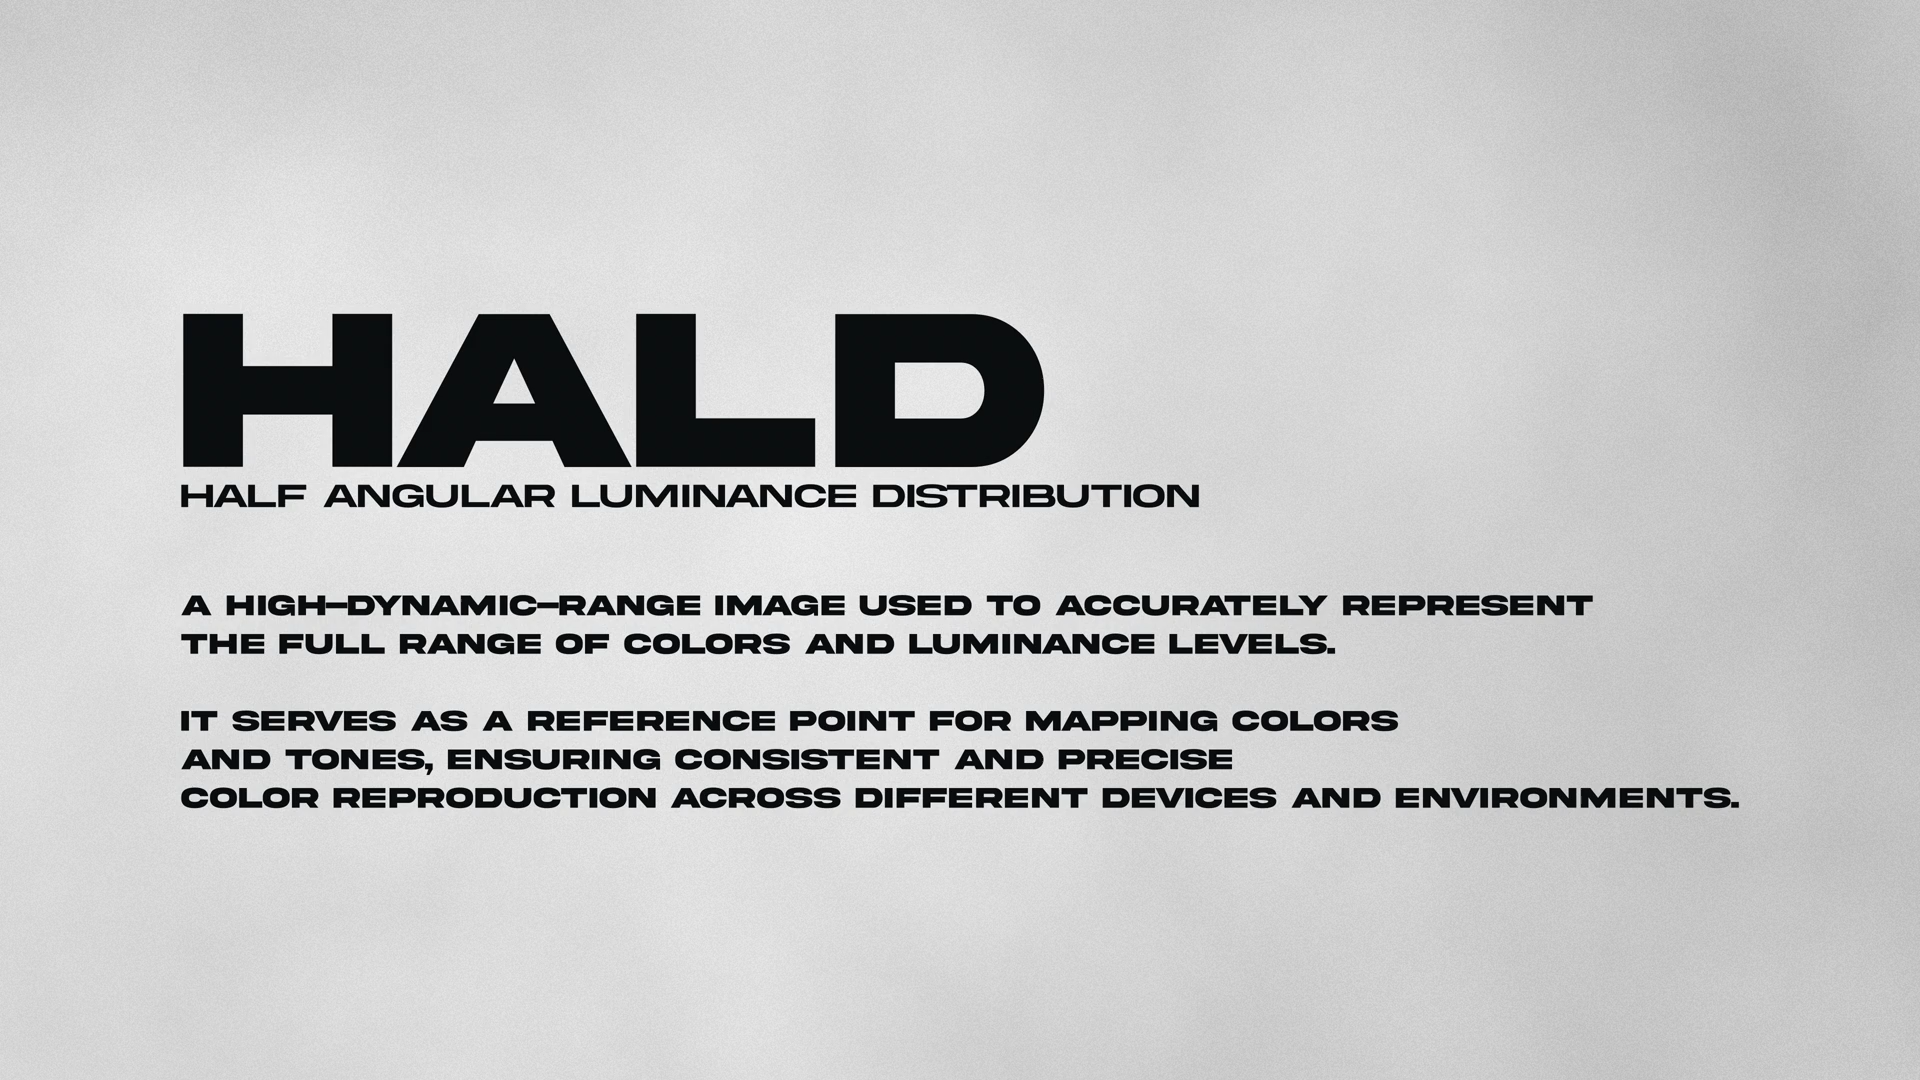 HALD
HALF ANGULAR LUMINANCE DISTRIBUTION
A HIGH-DYNAMIC-RANGE IMAGE USED TO ACCURATELY REPRESENT
THE FULL RANGE OF COLORS AND LUMINANCE LEVELS.
IT SERVES AS A REFERENCE POINT FOR MAPPING COLORS
AND TONES, ENSURING CONSISTENT AND PRECISE
COLOR REPRODUCTION ACROSS DIFFERENT DEVICES AND ENVIRONMENTS.